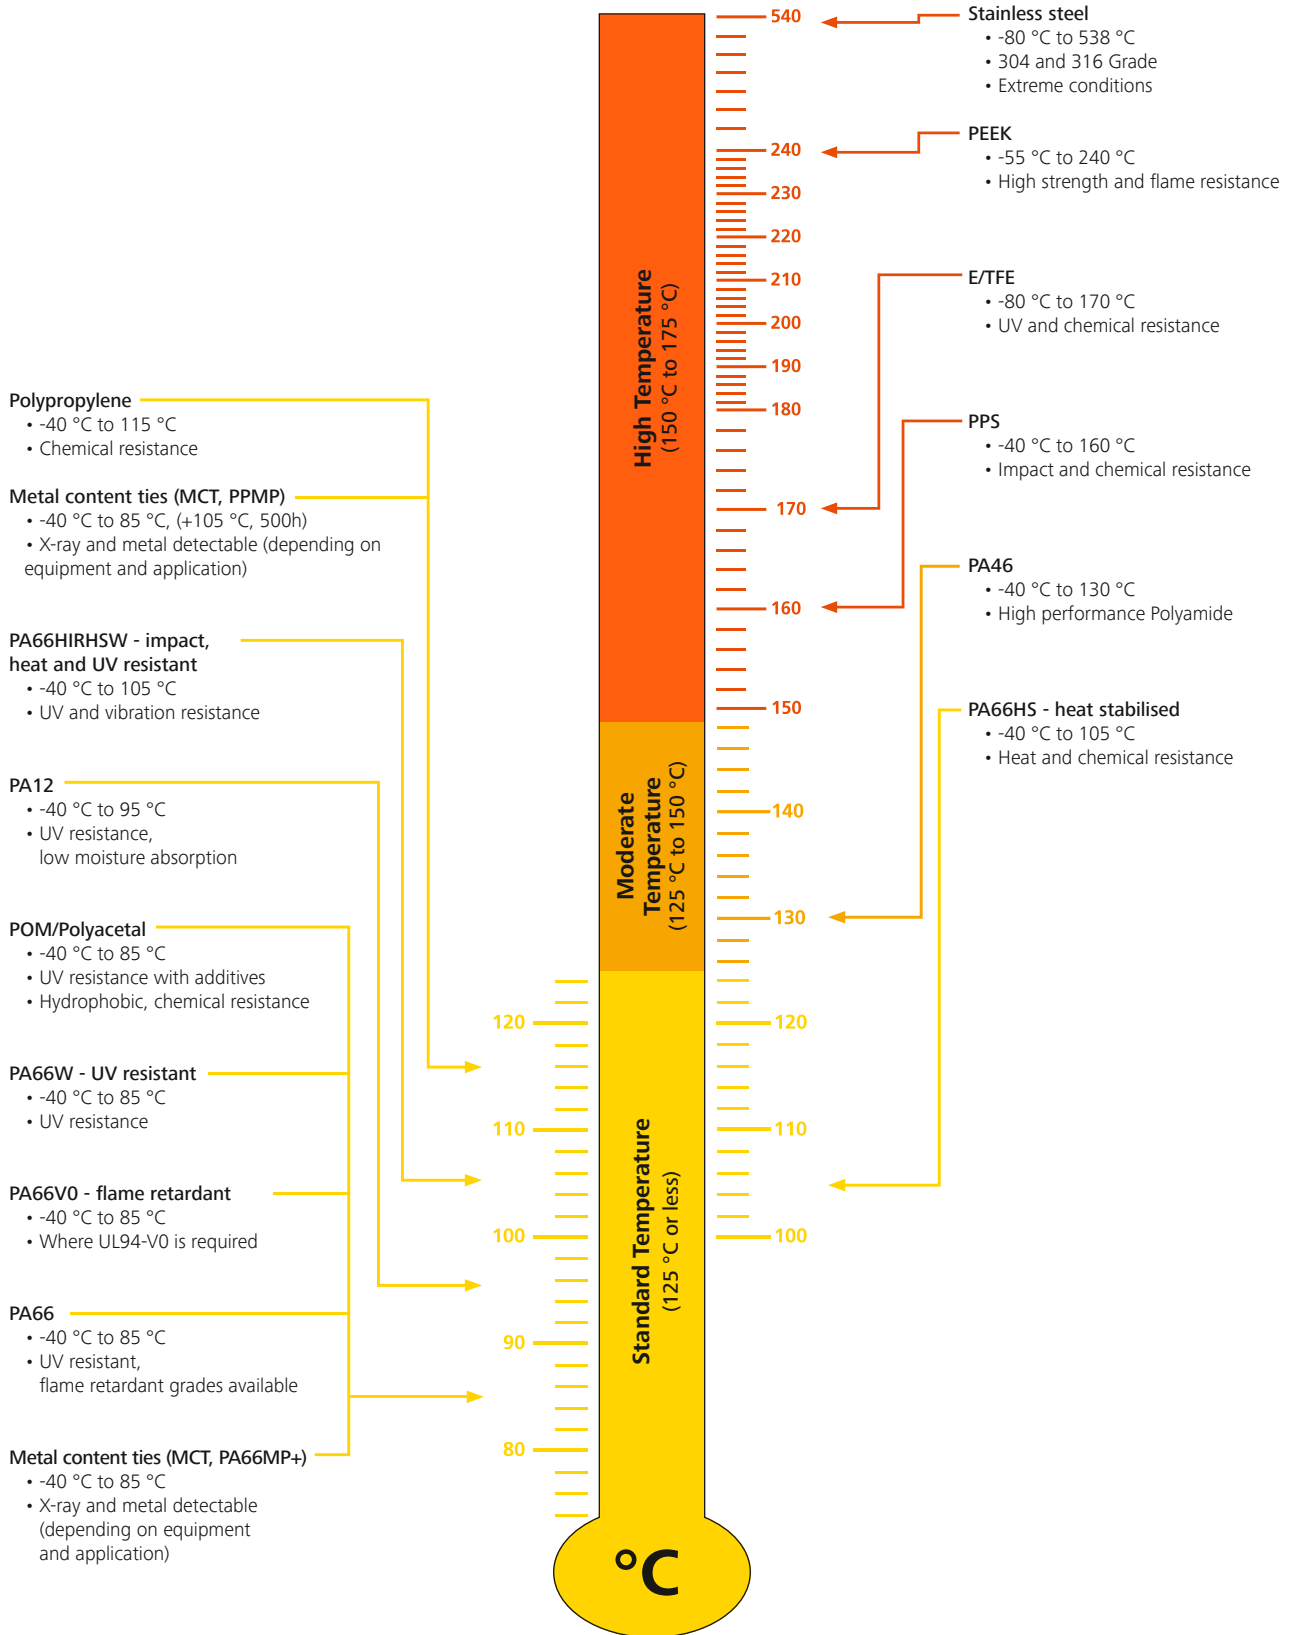 Polypropylene
• -40 °C to 115 °C
• Chemical resistance
Metal content ties (MCT, PPMP)
• -40 °C to 85 °C, (+105 °C, 500h)
• X-ray and metal detectable (depending on
equipment and application)
PA66HIRHSW - impact,
heat and UV resistant
• -40 °C to 105 °C
• UV and vibration resistance
PA12
• -40 °C to 95 °C
• UV resistance,
low moisture absorption
POM/Polyacetal
• -40 °C to 85 °C
• UV resistance with additives
• Hydrophobic, chemical resistance
PA66W - UV resistant
• -40 °C to 85 °C
• UV resistance
PA66V0 - flame retardant
• -40 °C to 85 °C
• Where UL94-V0 is required
PA66
• -40 °C to 85 °C
• UV resistant,
flame retardant grades available
Metal content ties (MCT, PA66MP+)
• -40 °C to 85 °C
• X-ray and metal detectable
(depending on equipment
and application)
120
110
100
90
80
High Temperature
(150 °C to 175 °C)
Moderate
Temperature
(125 °C to 150 °C)
Standard Temperature
(125 °C or less)
°C
540
240
230
220
210
200
190
180
170
160
150
140
130
120
110
100
Stainless steel
• -80 °C to 538 °C
• 304 and 316 Grade
• Extreme conditions
PEEK
• -55 °C to 240 °C
• High strength and flame resistance
E/TFE
• -80 °C to 170 °C
• UV and chemical resistance
PPS
• -40 °C to 160 °C
• Impact and chemical resistance
PA46
• -40 °C to 130 °C
• High performance Polyamide
PA66HS - heat stabilised
• -40 °C to 105 °C
• Heat and chemical resistance